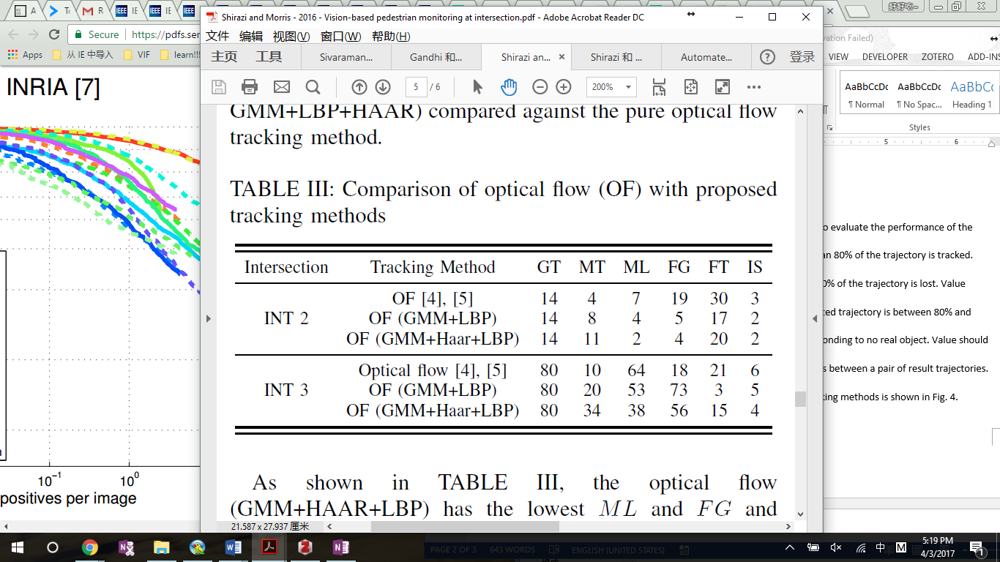 A
Te
R
IE
IE
好好吃~
Shirazi and Morris - 2016 - Vision-based pedestrian monitoring at intersection.pdf - Adobe Acrobat Reader DC
Secure https://pdfs.sem
文件 编辑 视图(V) 窗口(W) 帮助(H)
vation Failed)
Apps 从 IE 中导入 VIF learn!!!
主页 工具 Sivaraman... Gandhi 和... Shirazi an... × Shirazi 和 ... Automate... 登录
VIEW DEVELOPER ZOTERO ADD-INS
5 / 6 200%
AaBbCcDc AaBbCcDc AaBbCc
¶ Normal ¶ No Spac... Heading 1
Styles
5 6
INRIA [7]
GMM+LBP+HAAR) compared against the pure optical flow
tracking method.
TABLE III: Comparison of optical flow (OF) with proposed
tracking methods
Intersection Tracking Method GT MT ML FG FT IS
OF [4], [5] 14 4 7 19 30 3
INT 2 OF (GMM+LBP) 14 8 4 5 17 2
OF (GMM+Haar+LBP) 14 11 2 4 20 2
Optical flow [4], [5] 80 10 64 18 21 6
INT 3 OF (GMM+LBP) 80 20 53 73 3 5
OF (GMM+Haar+LBP) 80 34 38 56 15 4
As shown in TABLE III, the optical flow
(GMM+HAAR+LBP) has the lowest ML and FG and
21.587 x 27.937 厘米
o evaluate the performance of the
an 80% of the trajectory is tracked.
0% of the trajectory is lost. Value
ted trajectory is between 80% and
onding to no real object. Value should
s between a pair of result trajectories.
king methods is shown in Fig. 4.
10⁻¹ 10⁰
positives per image
PAGE 2 OF 3 643 WORDS ENGLISH (UNITED STATES)
中 M 5:19 PM
4/3/2017
1